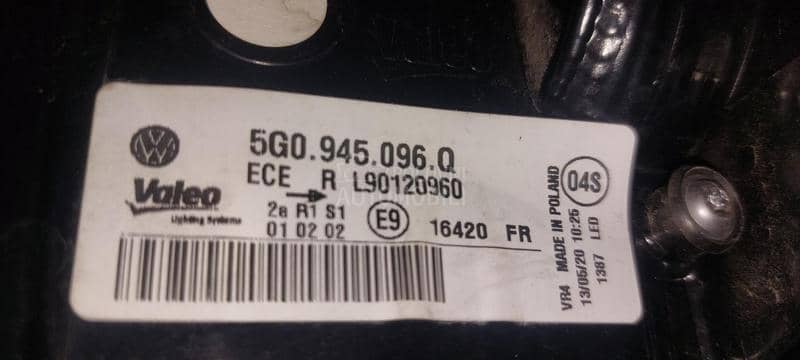 5G0.945.096.Q
ECE R L90120960
Valeo
Lighting Systems
2a R1 S1
01 02 02
E9
16420 FR
04S
VR4 MADE IN POLAND
13/05/20 10:25
1387 LED